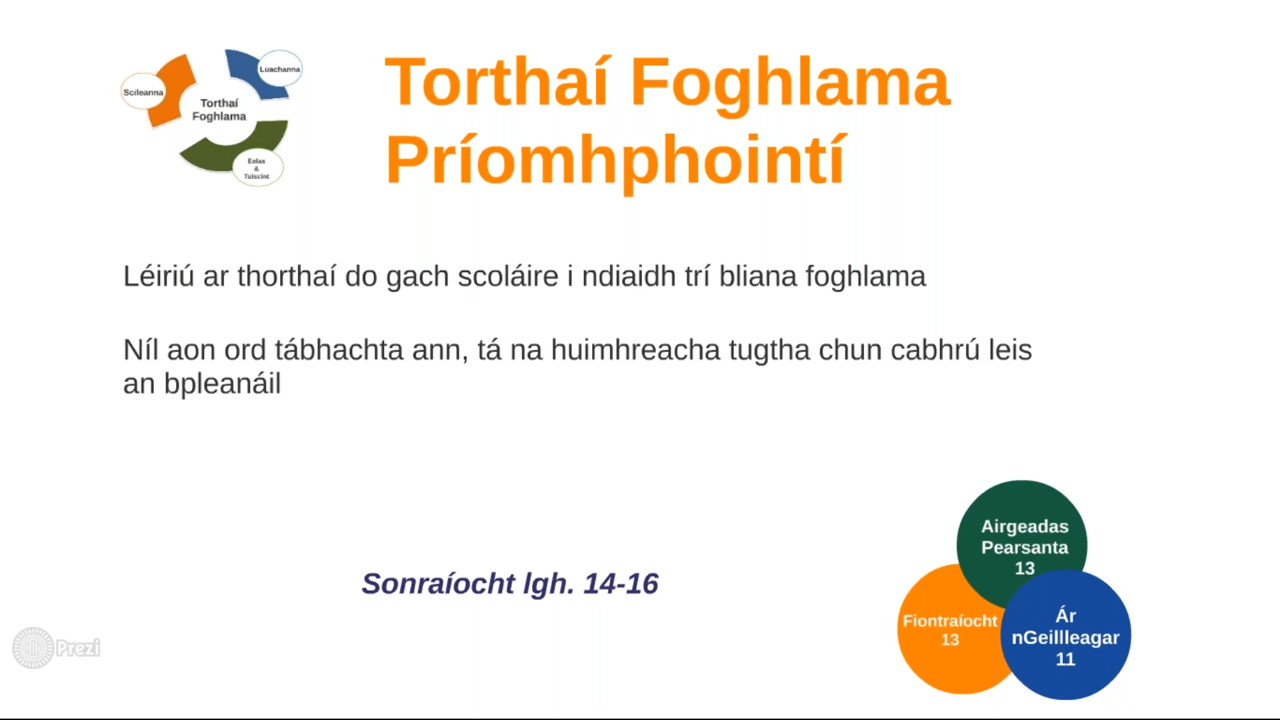 Luachanna
Scileanna
Torthaí
Foghlama
Eolas
&
Tuiscint
Torthaí Foghlama
Príomhphointí
Léiriú ar thorthaí do gach scoláire i ndiaidh trí bliana foghlama
Níl aon ord tábhachta ann, tá na huimhreacha tugtha chun cabhrú leis
an bpleanáil
Sonraíocht lgh. 14-16
Airgeadas
Pearsanta
13
Fiontraíocht
13
Ár
nGeillleagar
11
Prezi